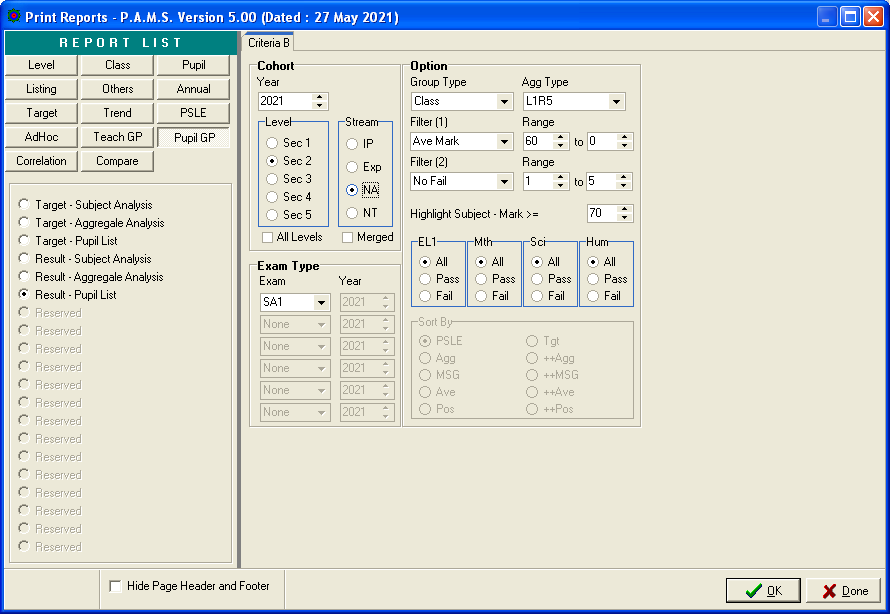 Print Reports - P.A.M.S. Version 5.00 (Dated : 27 May 2021)
REPORT LIST
Level Class Pupil
Listing Others Annual
Target Trend PSLE
AdHoc Teach GP Pupil GP
Correlation Compare
Target - Subject Analysis
Target - Aggregale Analysis
Target - Pupil List
Result - Subject Analysis
Result - Aggregale Analysis
Result - Pupil List
Reserved
Reserved
Reserved
Reserved
Reserved
Reserved
Reserved
Reserved
Reserved
Reserved
Reserved
Reserved
Reserved
Reserved
Criteria B
Cohort
Year
2021
Level
Sec 1
Sec 2
Sec 3
Sec 4
Sec 5
All Levels
Stream
IP
Exp
NA
NT
Merged
Exam Type
Exam Year
SA1 2021
None 2021
None 2021
None 2021
None 2021
None 2021
Option
Group Type Agg Type
Class L1R5
Filter (1) Range
Ave Mark 60 to 0
Filter (2) Range
No Fail 1 to 5
Highlight Subject - Mark >= 70
EL1
All
Pass
Fail
Mth
All
Pass
Fail
Sci
All
Pass
Fail
Hum
All
Pass
Fail
Sort By
PSLE Tgt
Agg ++Agg
MSG ++MSG
Ave ++Ave
Pos ++Pos
Hide Page Header and Footer
OK Done